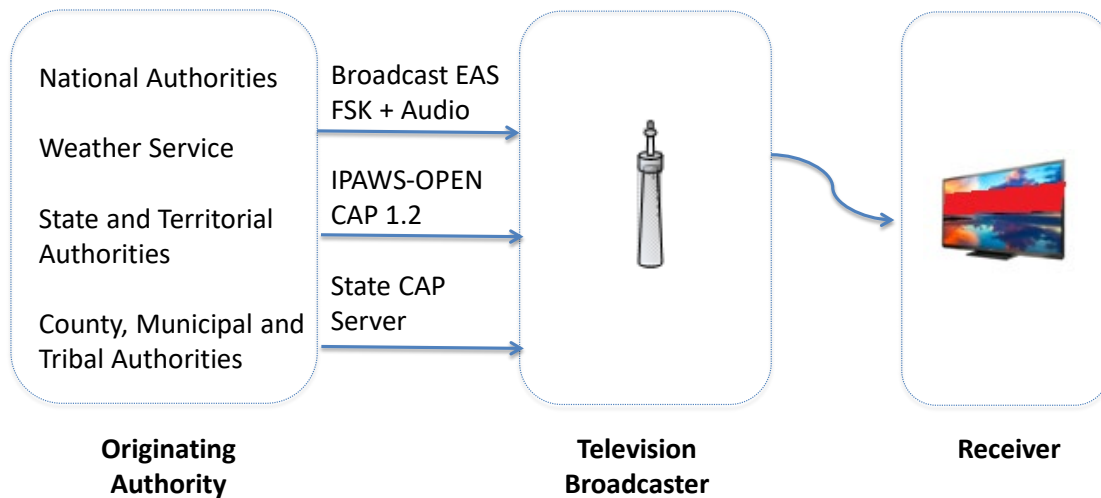 National Authorities
Weather Service
State and Territorial
Authorities
County, Municipal and
Tribal Authorities
Broadcast EAS
FSK + Audio
IPAWS-OPEN
CAP 1.2
State CAP
Server
Originating
Authority
Television
Broadcaster
Receiver